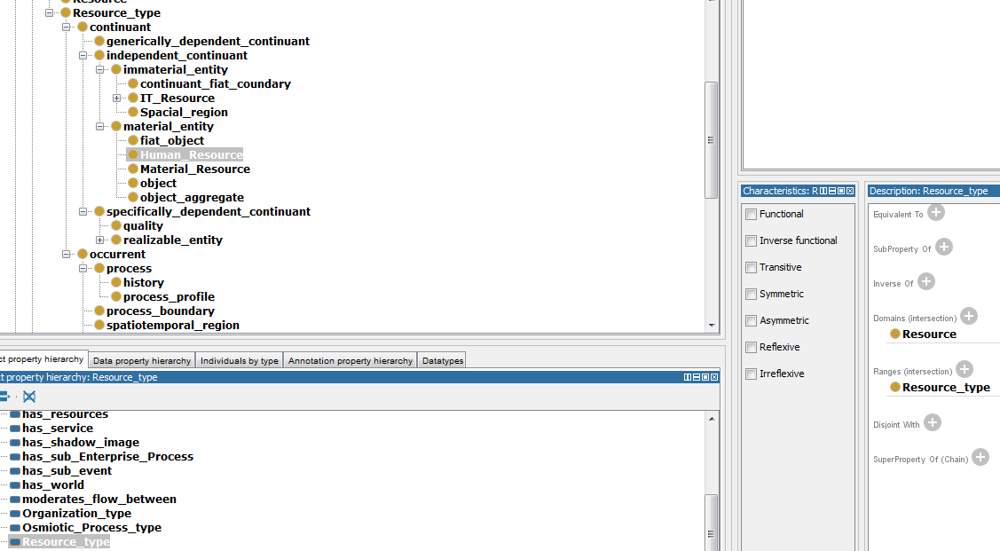 Resource
Resource_type
continuant
generically_dependent_continuant
independent_continuant
immaterial_entity
continuant_fiat_coundary
IT_Resource
Spacial_region
material_entity
fiat_object
Human_Resource
Material_Resource
object
object_aggregate
specifically_dependent_continuant
quality
realizable_entity
occurrent
process
history
process_profile
process_boundary
spatiotemporal_region
ct property hierarchy
Data property hierarchy
Individuals by type
Annotation property hierarchy
Datatypes
t property hierarchy: Resource_type
has_resources
has_service
has_shadow_image
has_sub_Enterprise_Process
has_sub_event
has_world
moderates_flow_between
Organization_type
Osmiotic_Process_type
Resource_type
Characteristics: R
Functional
Inverse functional
Transitive
Symmetric
Asymmetric
Reflexive
Irreflexive
Description: Resource_type
Equivalent To
SubProperty Of
Inverse Of
Domains (intersection)
Resource
Ranges (intersection)
Resource_type
Disjoint With
SuperProperty Of (Chain)